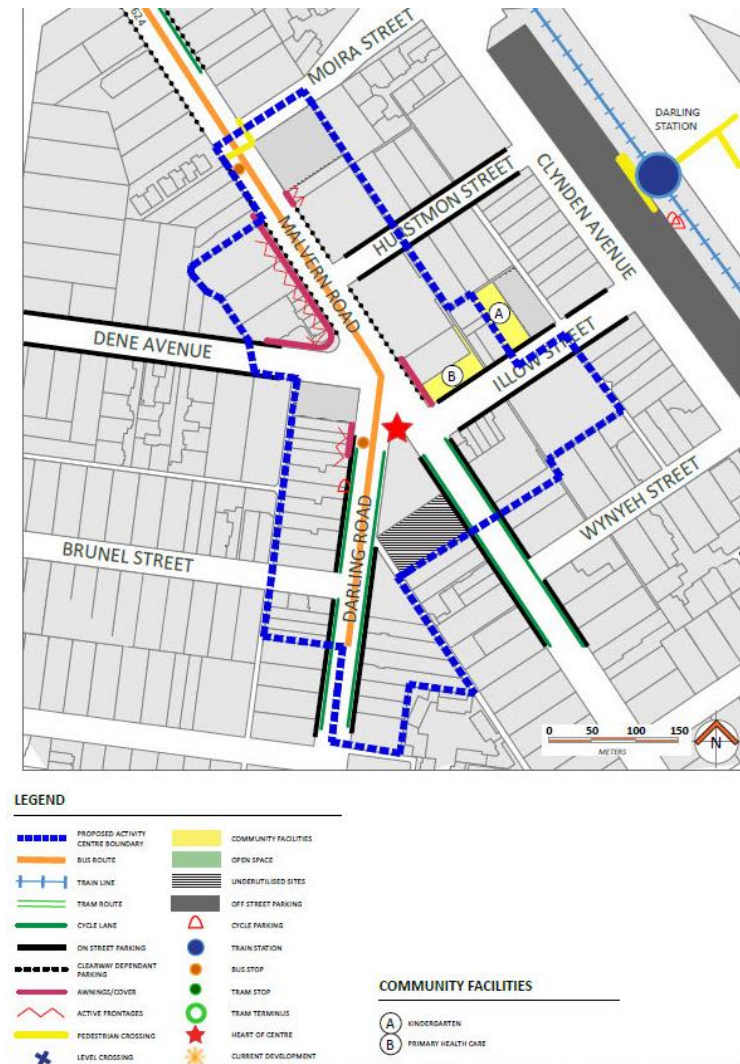 624
MOIRA STREET
DARLING
STATION
HURSTMON STREET
CLYNDEN AVENUE
MALVERN ROAD
DENE AVENUE
A
ILLOW STREET
B
WYNYEH STREET
BRUNEL STREET
DARLING ROAD
0 50 100 150
METERS
N
LEGEND
PROPOSED ACTIVITY
CENTRE BOUNDARY
BUS ROUTE
TRAIN LINE
TRAM ROUTE
CYCLE LANE
ON STREET PARKING
CLEARWAY DEPENDANT
PARKING
AWNINGS/COVER
ACTIVE FRONTAGES
PEDESTRIAN CROSSING
LEVEL CROSSING
COMMUNITY FACILITIES
OPEN SPACE
UNDERUTILISED SITES
OFF STREET PARKING
CYCLE PARKING
TRAIN STATION
BUS STOP
TRAM STOP
TRAM TERMINUS
HEART OF CENTRE
CURRENT DEVELOPMENT
COMMUNITY FACILITIES
A KINDERGARTEN
B PRIMARY HEALTH CARE